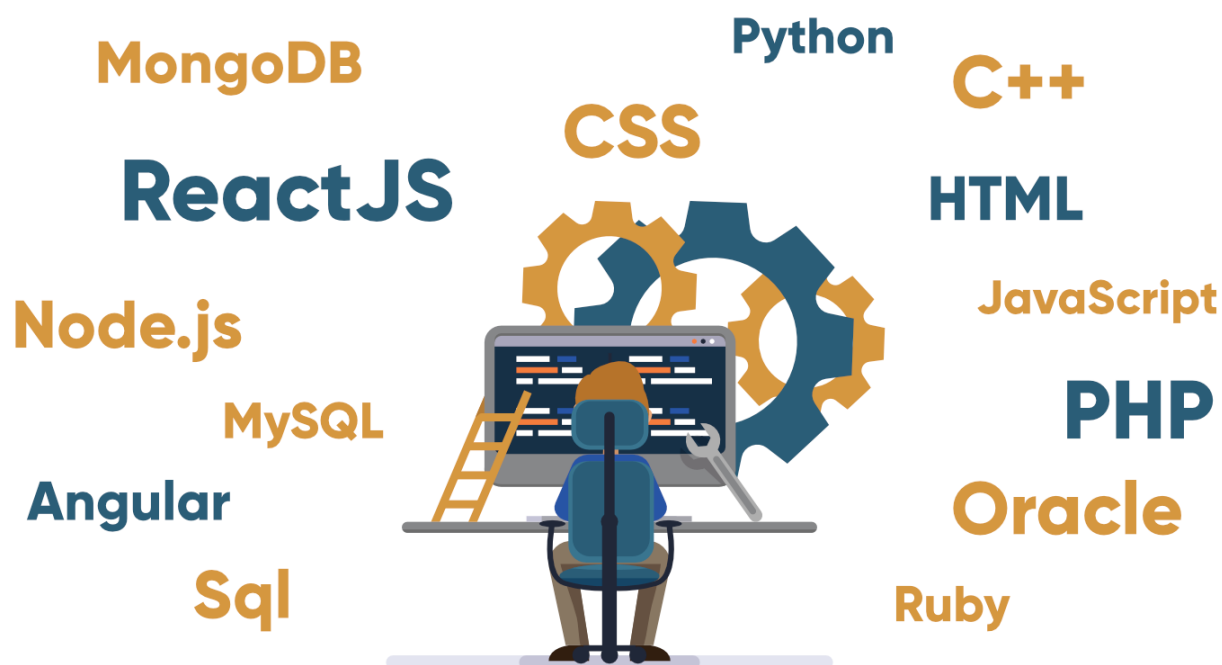 Python
MongoDB
C++
CSS
ReactJS
HTML
JavaScript
Node.js
PHP
MySQL
Angular
Oracle
Sql
Ruby